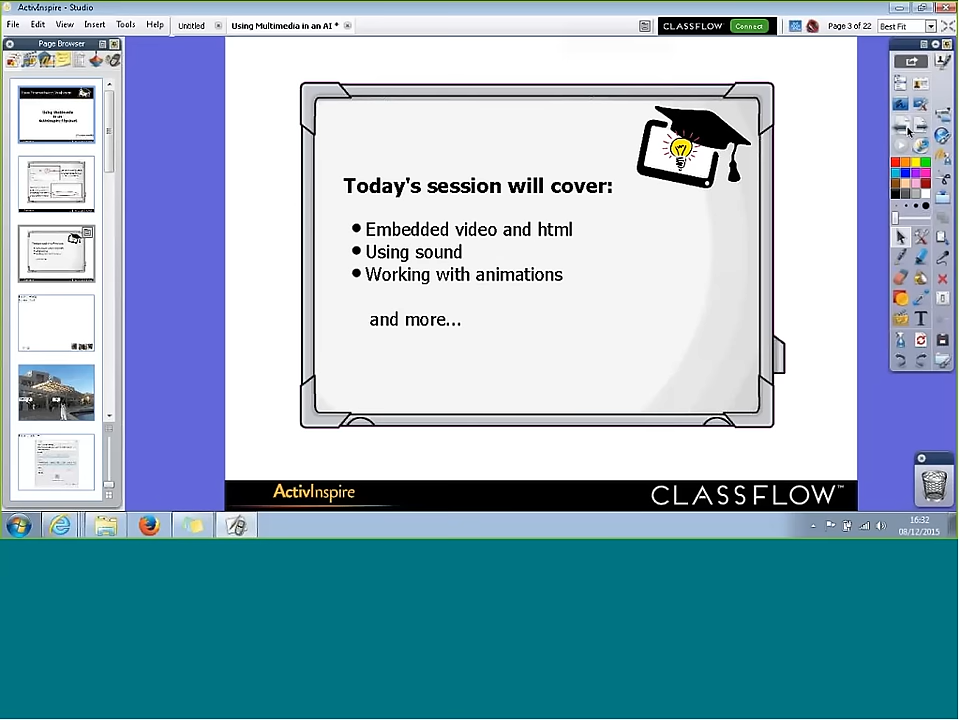 ActivInspire - Studio
File Edit View Insert Tools Help Untitled Using Multimedia in an AI * CLASSFLOW Connect Page 3 of 22 Best Fit
Page Browser
Today's session will cover:
• Embedded video and html
• Using sound
• Working with animations
and more...
ActivInspire CLASSFLOW™
16:32
08/12/2015